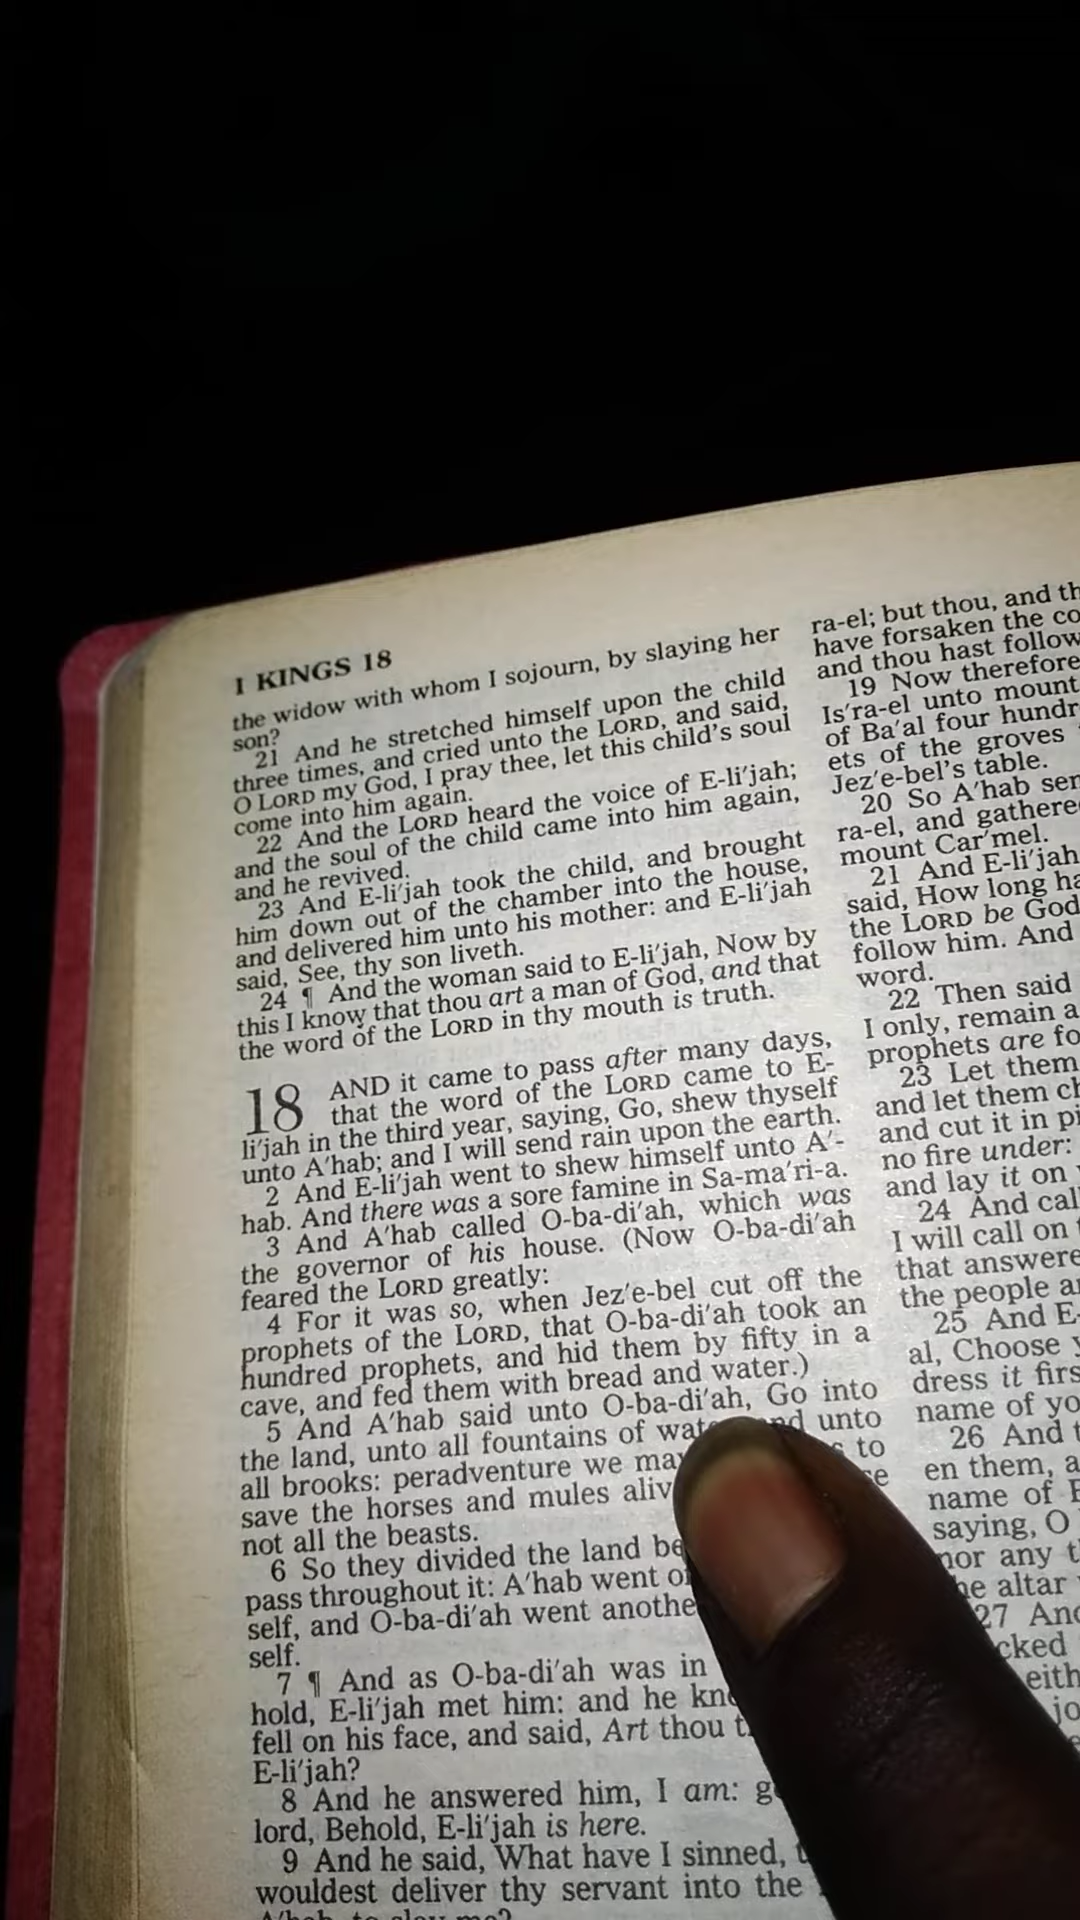 I KINGS 18
the widow with whom I sojourn, by slaying her
son?
21 And he stretched himself upon the child
three times, and cried unto the LORD, and said,
O LORD my God, I pray thee, let this child's soul
come into him again.
22 And the LORD heard the voice of E-li′jah;
and the soul of the child came into him again,
and he revived.
23 And E-li′jah took the child, and brought
him down out of the chamber into the house,
and delivered him unto his mother: and E-li′jah
said, See, thy son liveth.
24 ¶ And the woman said to E-li′jah, Now by
this I know that thou art a man of God, and that
the word of the LORD in thy mouth is truth.
18 AND it came to pass after many days,
that the word of the LORD came to E-
li′jah in the third year, saying, Go, shew thyself
unto A′hab; and I will send rain upon the earth.
2 And E-li′jah went to shew himself unto A′-
hab. And there was a sore famine in Sa-ma′ri-a.
3 And A′hab called O-ba-di′ah, which was
the governor of his house. (Now O-ba-di′ah
feared the LORD greatly:
4 For it was so, when Jez′e-bel cut off the
prophets of the LORD, that O-ba-di′ah took an
hundred prophets, and hid them by fifty in a
cave, and fed them with bread and water.)
5 And A′hab said unto O-ba-di′ah, Go into
the land, unto all fountains of and unto
all brooks: peradventure we may to
save the horses and mules
not all the beasts.
6 So they divided the land
pass throughout it: A′hab went
self, and O-ba-di′ah went
self.
7 ¶ And as O-ba-di′ah was in
hold, E-li′jah met him: and he
fell on his face, and said, Art thou
E-li′jah?
8 And he answered him, I am:
lord, Behold, E-li′jah is here.
9 And he said, What have I sinned,
wouldest deliver thy servant into the
ra-el; but thou, and
have forsaken the
and thou hast
19 Now therefore
Is′ra-el unto mount
of Ba′al four
ets of the groves
Jez′e-bel's table.
20 So A′hab
ra-el, and
mount Car′mel.
21 And E-li′jah
said, How long
the LORD be God
follow him. And
word.
22 Then said
I only, remain a
prophets are
23 Let them
and let them
and cut it in
no fire under:
and lay it on
24 And
I will call on
that
the people
25 And E-
al, Choose
dress it
name of
26 And
en them,
name of
saying, O
nor any
altar
27 And